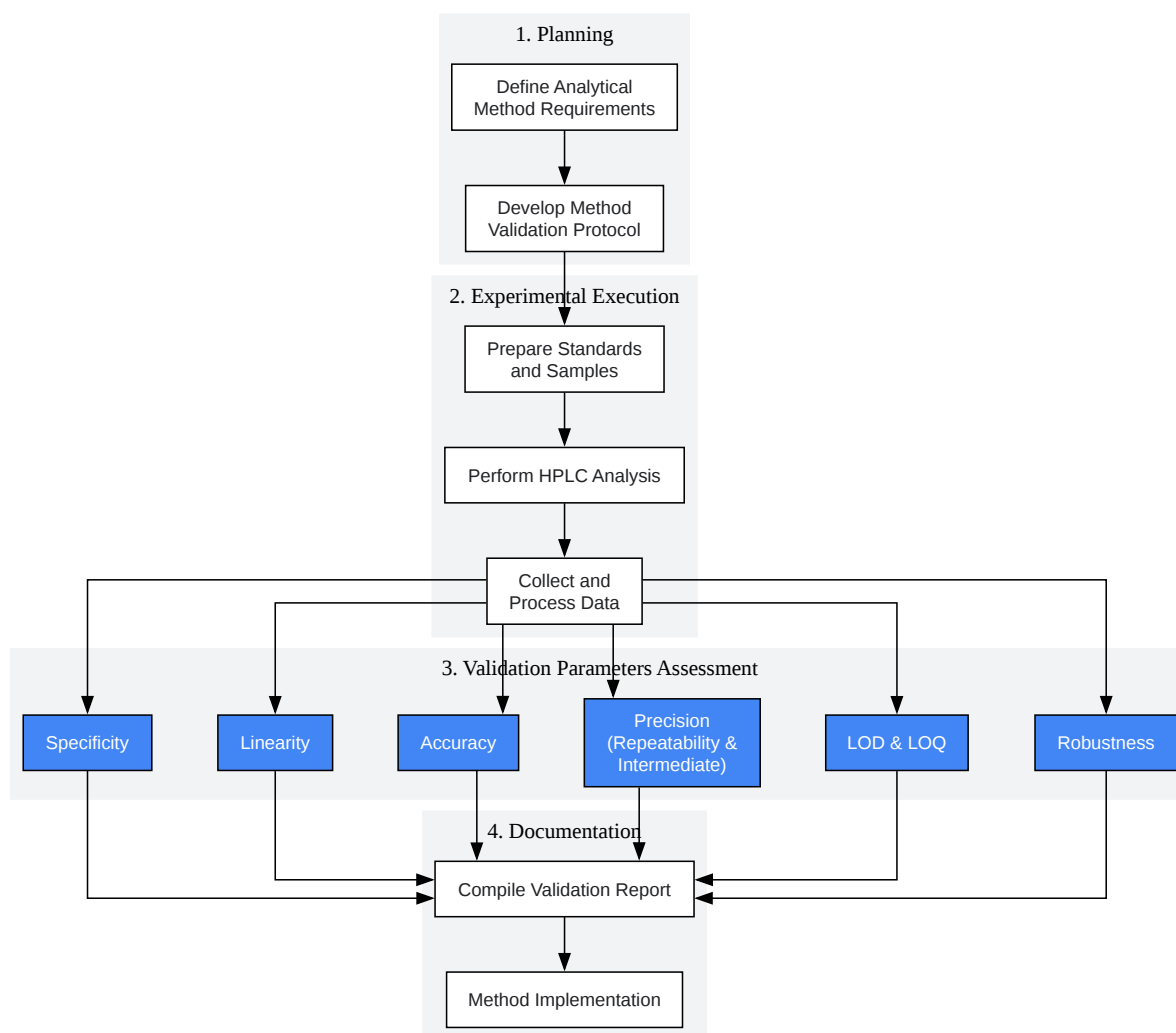 1. Planning
Define Analytical
Method Requirements
Develop Method
Validation Protocol
2. Experimental Execution
Prepare Standards
and Samples
Perform HPLC Analysis
Collect and
Process Data
3. Validation Parameters Assessment
Specificity
Linearity
Accuracy
Precision
(Repeatability &
Intermediate)
LOD & LOQ
Robustness
4. Documentation
Compile Validation Report
Method Implementation